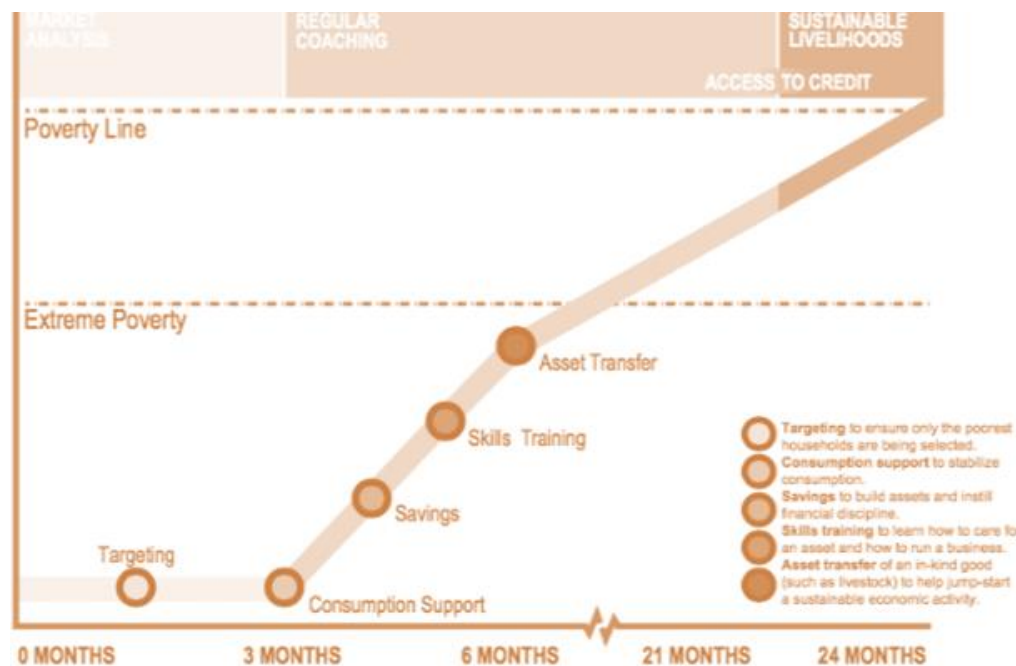 MARKET
ANALYSIS
REGULAR
COACHING
SUSTAINABLE
LIVELIHOODS
ACCESS TO CREDIT
Poverty Line
Extreme Poverty
Asset Transfer
Skills Training
Savings
Targeting
Consumption Support
Targeting to ensure only the poorest
households are being selected.
Consumption support to stabilize
consumption.
Savings to build assets and instill
financial discipline.
Skills training to learn how to care fo
an asset and how to run a business.
Asset transfer of an in-kind good
(such as livestock) to help jump-start
a sustainable economic activity.
0 MONTHS
3 MONTHS
6 MONTHS
21 MONTHS
24 MONTHS